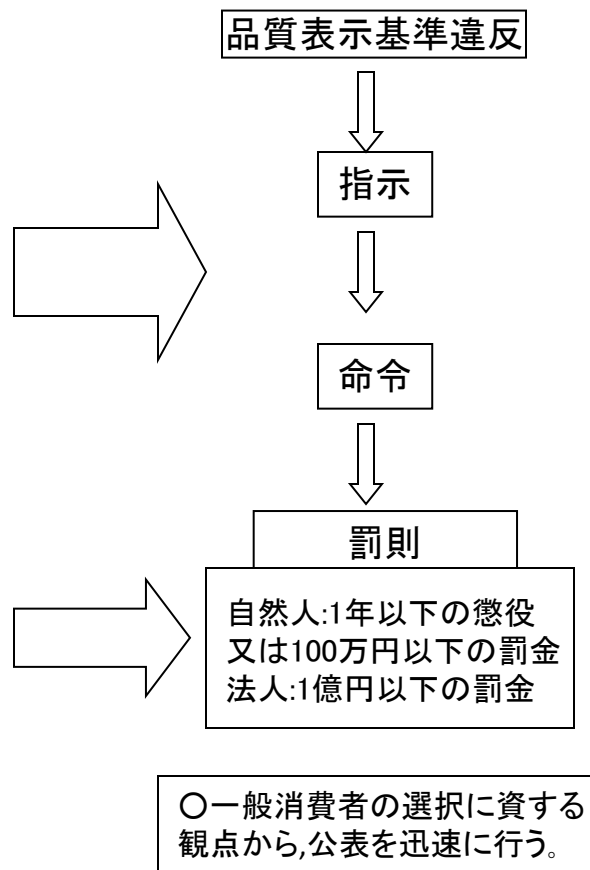 品質表示基準違反
指示
命令
罰則
自然人:1年以下の懲役
又は100万円以下の罰金
法人:1億円以下の罰金
○一般消費者の選択に資する
観点から,公表を迅速に行う。